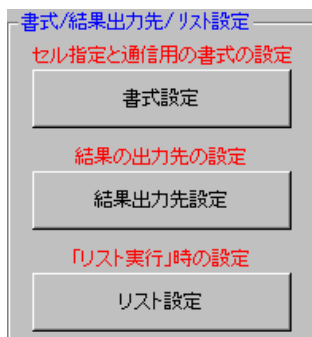 書式/結果出力先/リスト設定
セル指定と通信用の書式の設定
書式設定
結果の出力先の設定
結果出力先設定
「リスト実行」時の設定
リスト設定